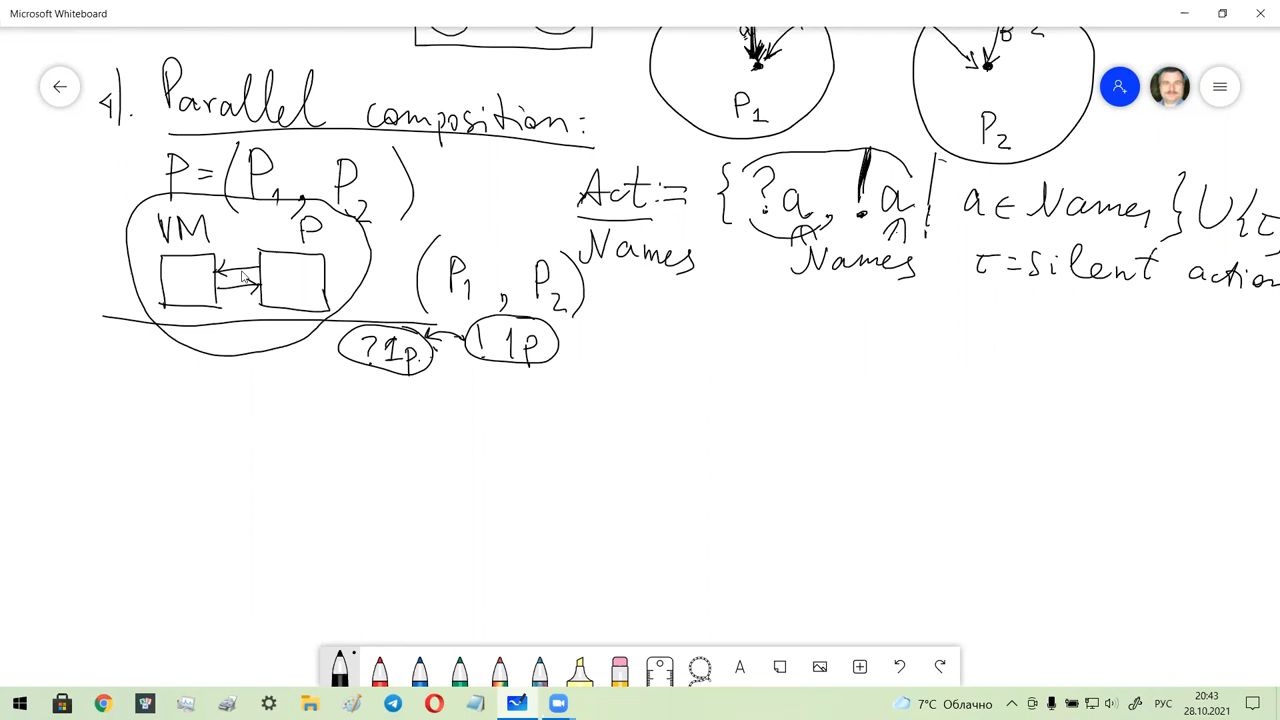 Microsoft Whiteboard
4). Parallel composition:
P = (P1, P2)
VM P
(P1, P2)
?1p. !1p
P1
P2
Act := {?a, !a | a ∈ Names} ∪ {τ
Names Names τ = silent action
A
7°C Облачно
РУС
20:43
28.10.2021